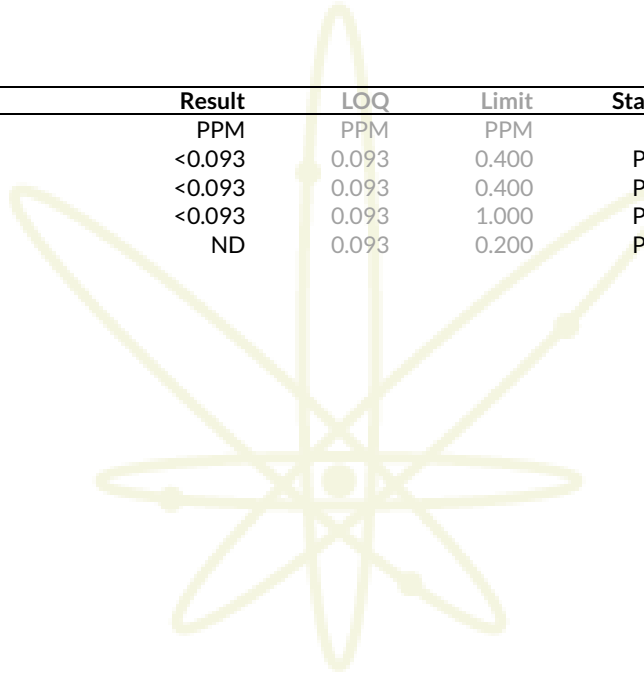 Result LOQ Limit Sta
PPM PPM PPM
<0.093 0.093 0.400 P
<0.093 0.093 0.400 P
<0.093 0.093 1.000 P
ND 0.093 0.200 P